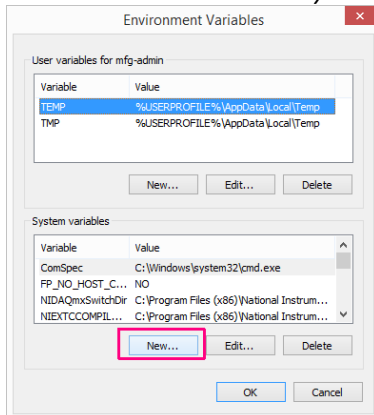 Environment Variables
User variables for mfg-admin
Variable Value
TEMP %USERPROFILE%\AppData\Local\Temp
TMP %USERPROFILE%\AppData\Local\Temp
New... Edit... Delete
System variables
Variable Value
ComSpec C:\Windows\system32\cmd.exe
FP_NO_HOST_C... NO
NIDAQmxSwitchDir C:\Program Files (x86)\National Instrum...
NIEXTCCOMPIL... C:\Program Files (x86)\National Instrum...
New... Edit... Delete
OK Cancel